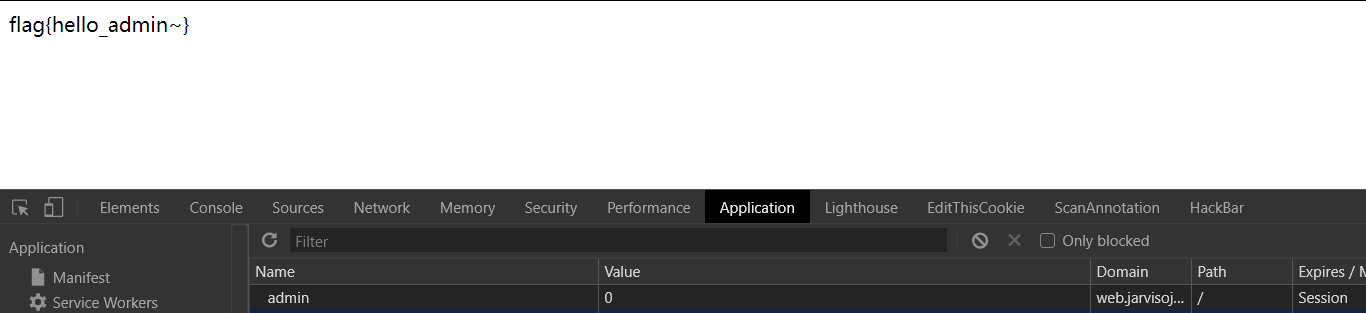 flag{hello_admin~}
Elements Console Sources Network Memory Security Performance Application Lighthouse EditThisCookie ScanAnnotation HackBar
Application
Filter
Only blocked
Manifest
Service Workers
Name Value Domain Path Expires / M
admin 0 web.jarvisoj... / Session